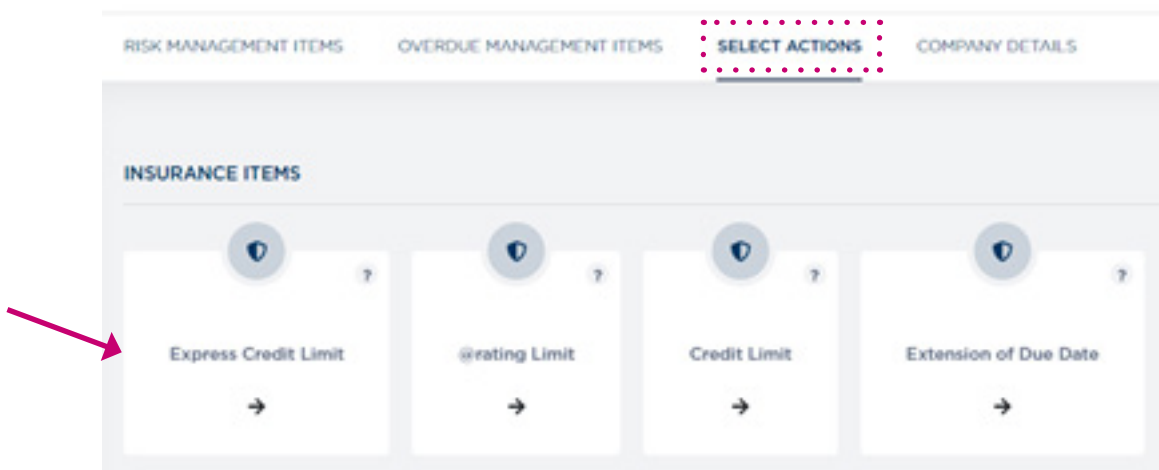 RISK MANAGEMENT ITEMS OVERDUE MANAGEMENT ITEMS SELECT ACTIONS COMPANY DETAILS
INSURANCE ITEMS
? ? ? ?
Express Credit Limit @rating Limit Credit Limit Extension of Due Date